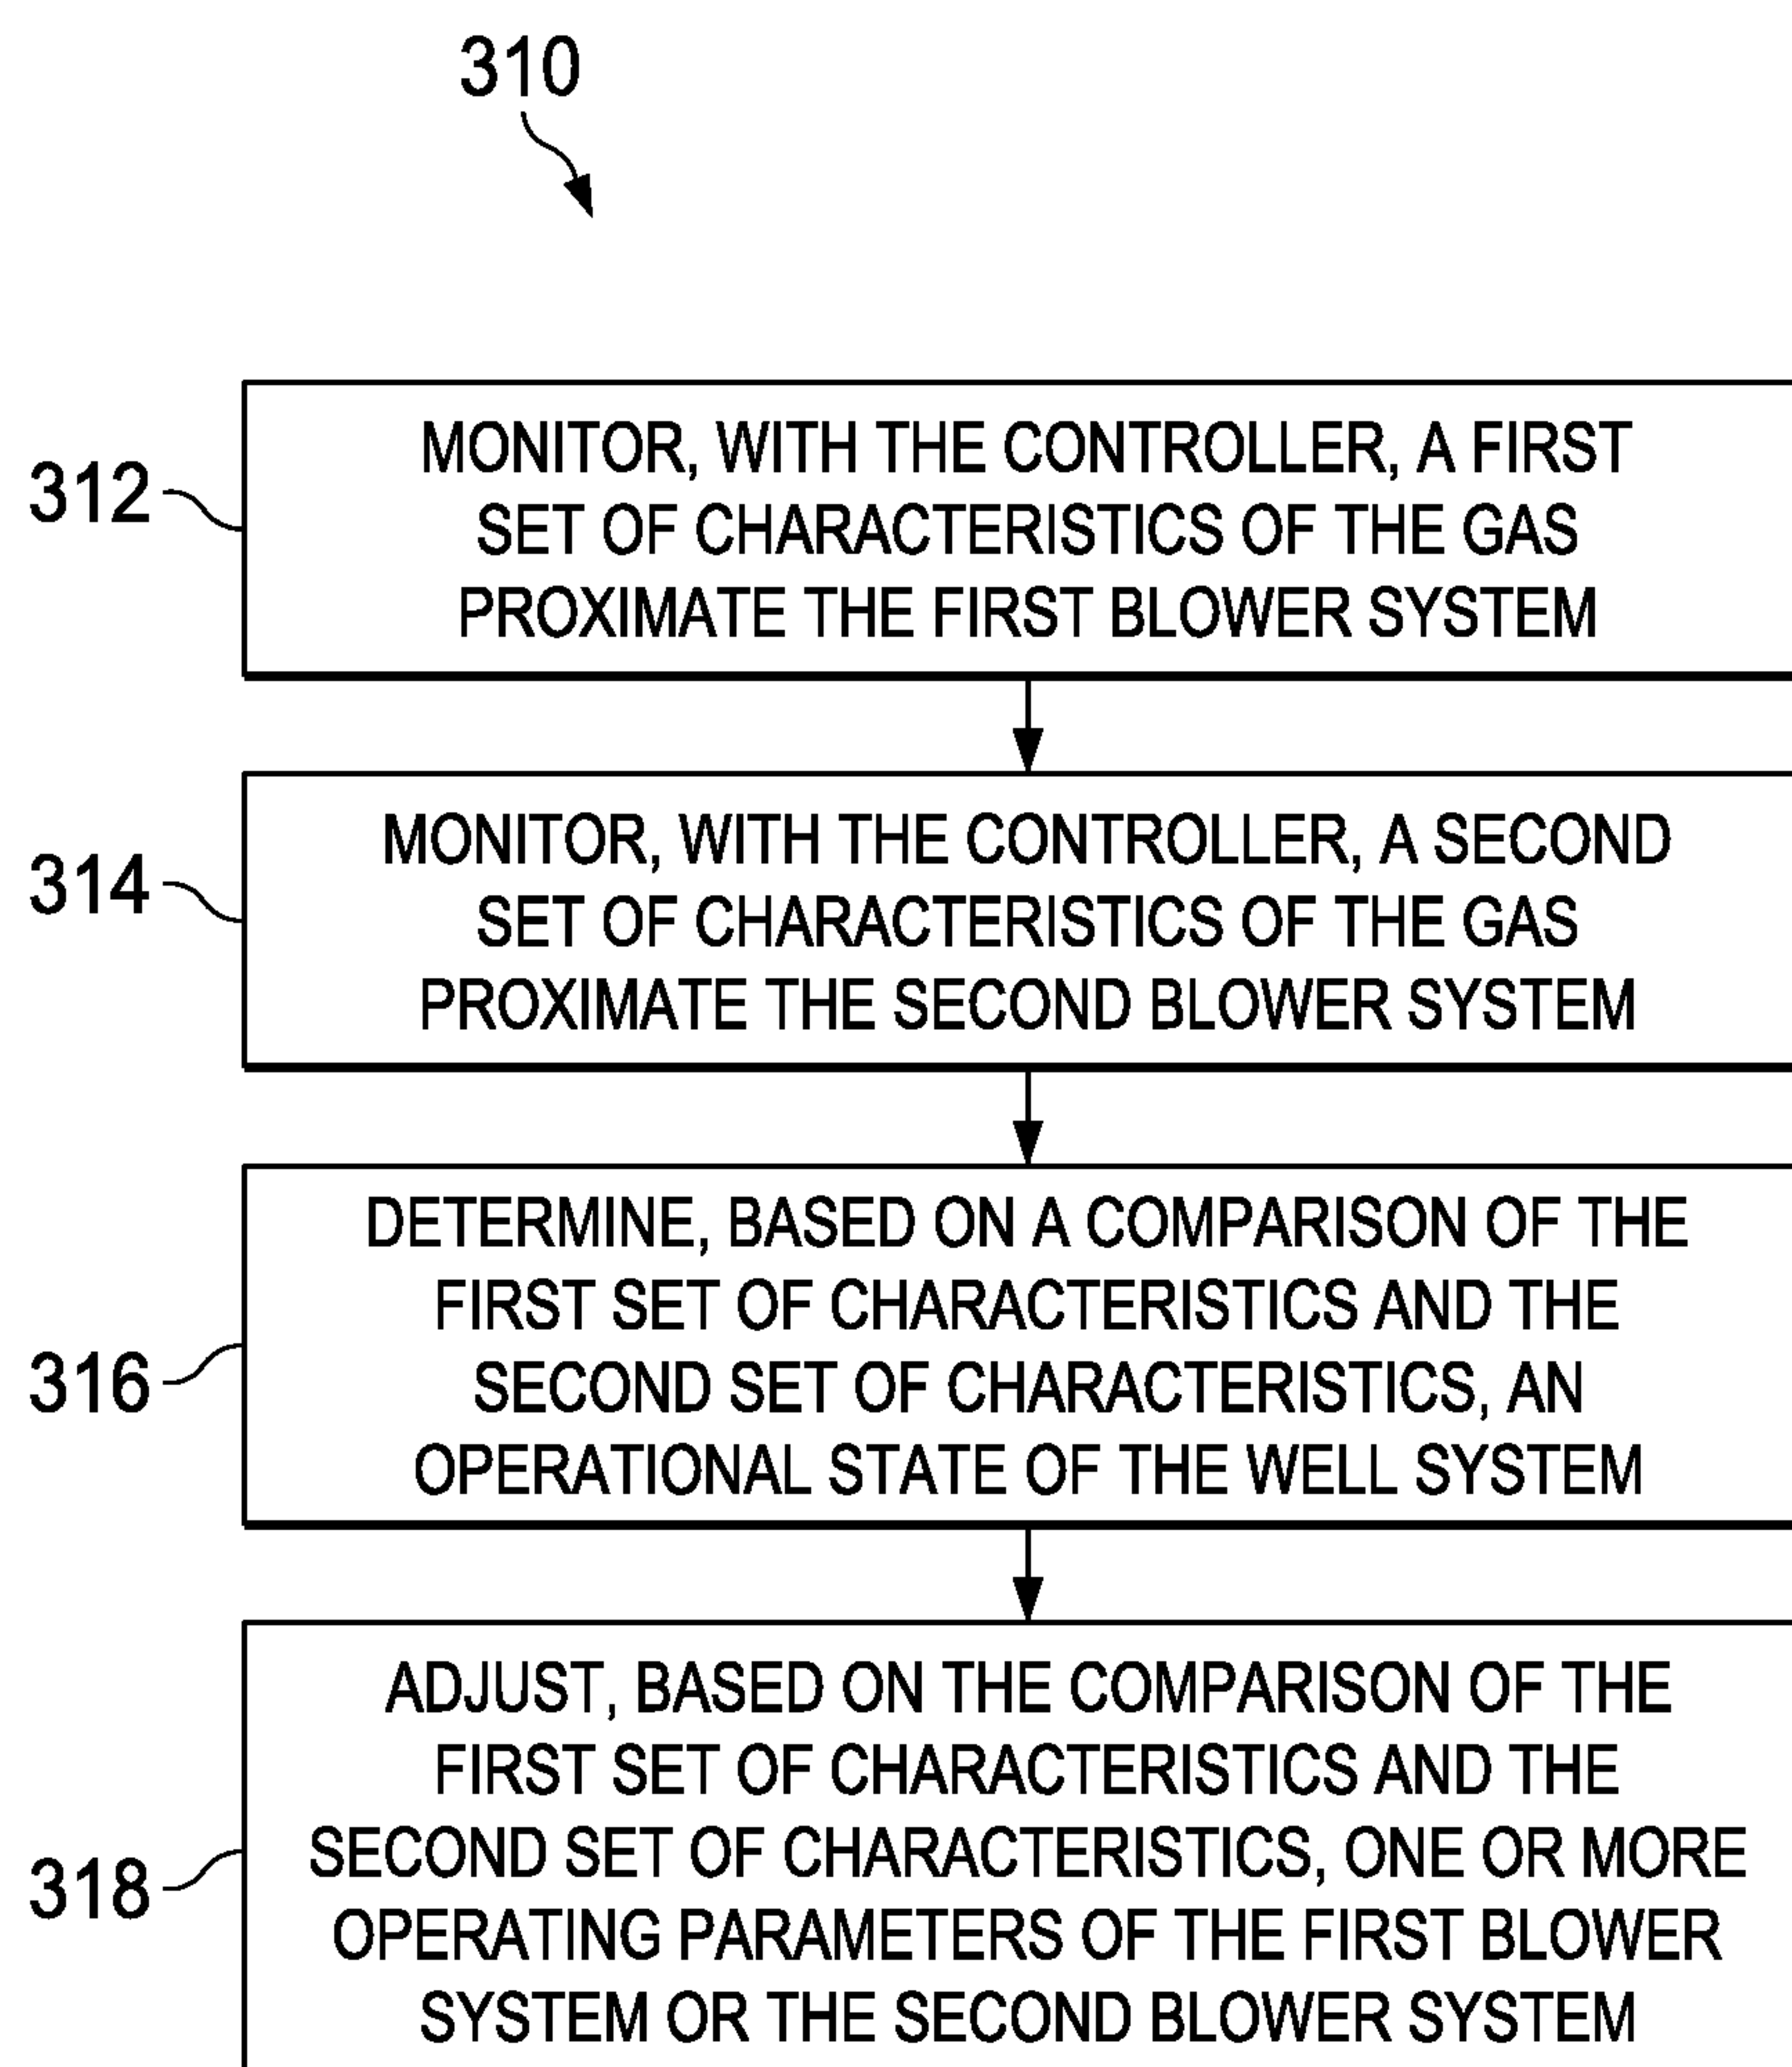 310
312
MONITOR, WITH THE CONTROLLER, A FIRST
SET OF CHARACTERISTICS OF THE GAS
PROXIMATE THE FIRST BLOWER SYSTEM
314
MONITOR, WITH THE CONTROLLER, A SECOND
SET OF CHARACTERISTICS OF THE GAS
PROXIMATE THE SECOND BLOWER SYSTEM
316
DETERMINE, BASED ON A COMPARISON OF THE
FIRST SET OF CHARACTERISTICS AND THE
SECOND SET OF CHARACTERISTICS, AN
OPERATIONAL STATE OF THE WELL SYSTEM
318
ADJUST, BASED ON THE COMPARISON OF THE
FIRST SET OF CHARACTERISTICS AND THE
SECOND SET OF CHARACTERISTICS, ONE OR MORE
OPERATING PARAMETERS OF THE FIRST BLOWER
SYSTEM OR THE SECOND BLOWER SYSTEM